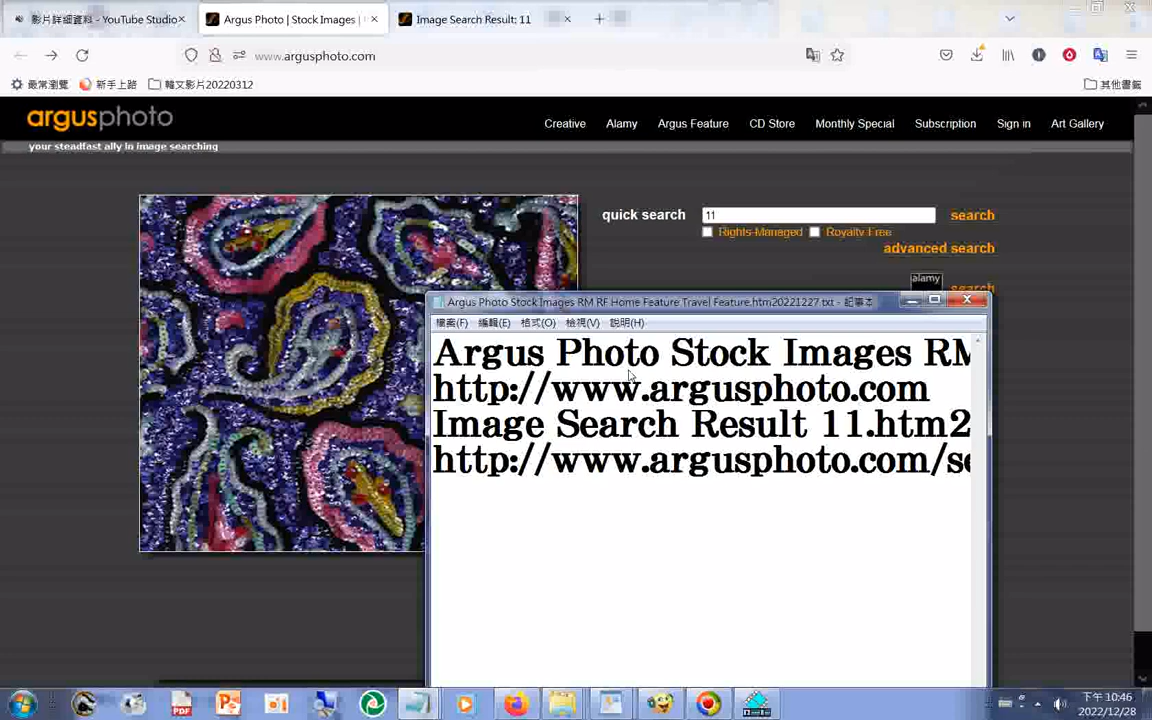 影片詳細資料 - YouTube Studio
Argus Photo | Stock Images |
Image Search Result: 11
www.argusphoto.com
最常瀏覽
新手上路
韓文影片20220312
其他書籤
argusphoto
Creative
Alamy
Argus Feature
CD Store
Monthly Special
Subscription
Sign in
Art Gallery
your steadfast ally in image searching
quick search
11
search
Rights-Managed
Royalty Free
advanced search
alamy
search
Argus Photo Stock Images RM RF Home Feature Travel Feature.htm20221227.txt - 記事本
檔案(F)
編輯(E)
格式(O)
檢視(V)
說明(H)
Argus Photo Stock Images RM
http://www.argusphoto.com
Image Search Result 11.htm2
http://www.argusphoto.com/se
PDF
下午 10:46
2022/12/28